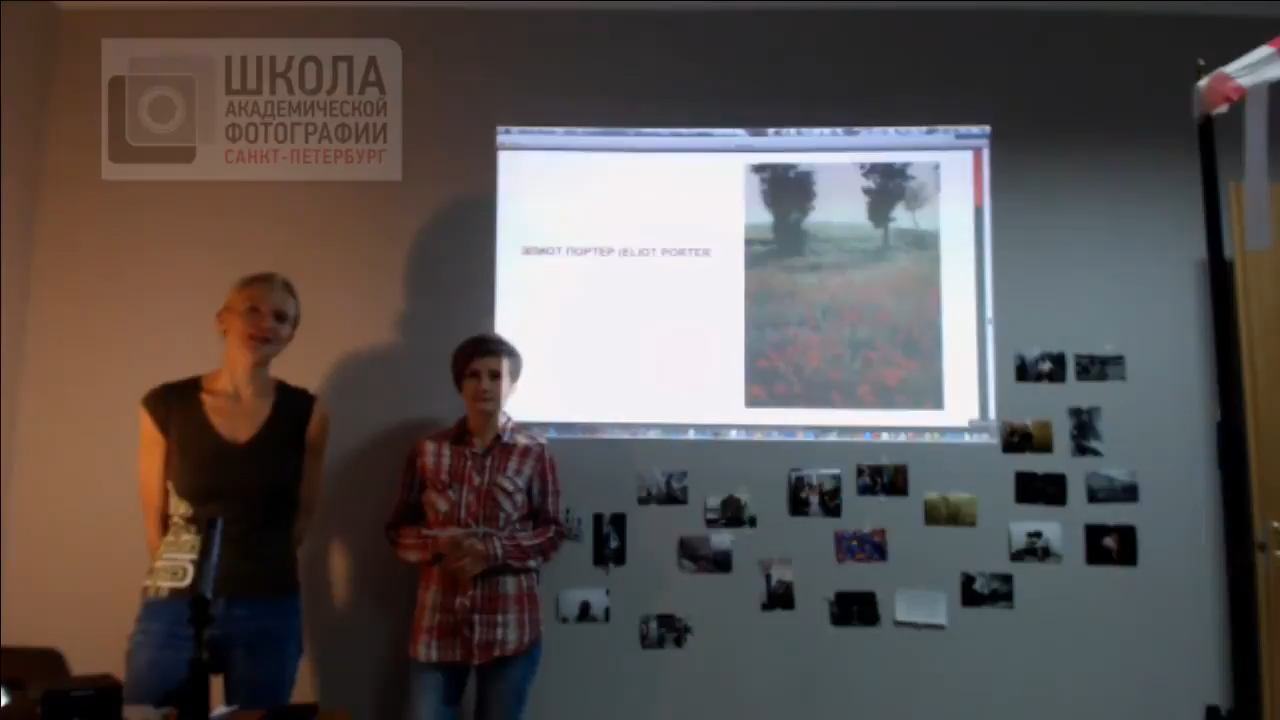 ШКОЛА
АКАДЕМИЧЕСКОЙ
ФОТОГРАФИИ
САНКТ-ПЕТЕРБУРГ
ЭЛИОТ ПОРТЕР (ELIOT PORTER)